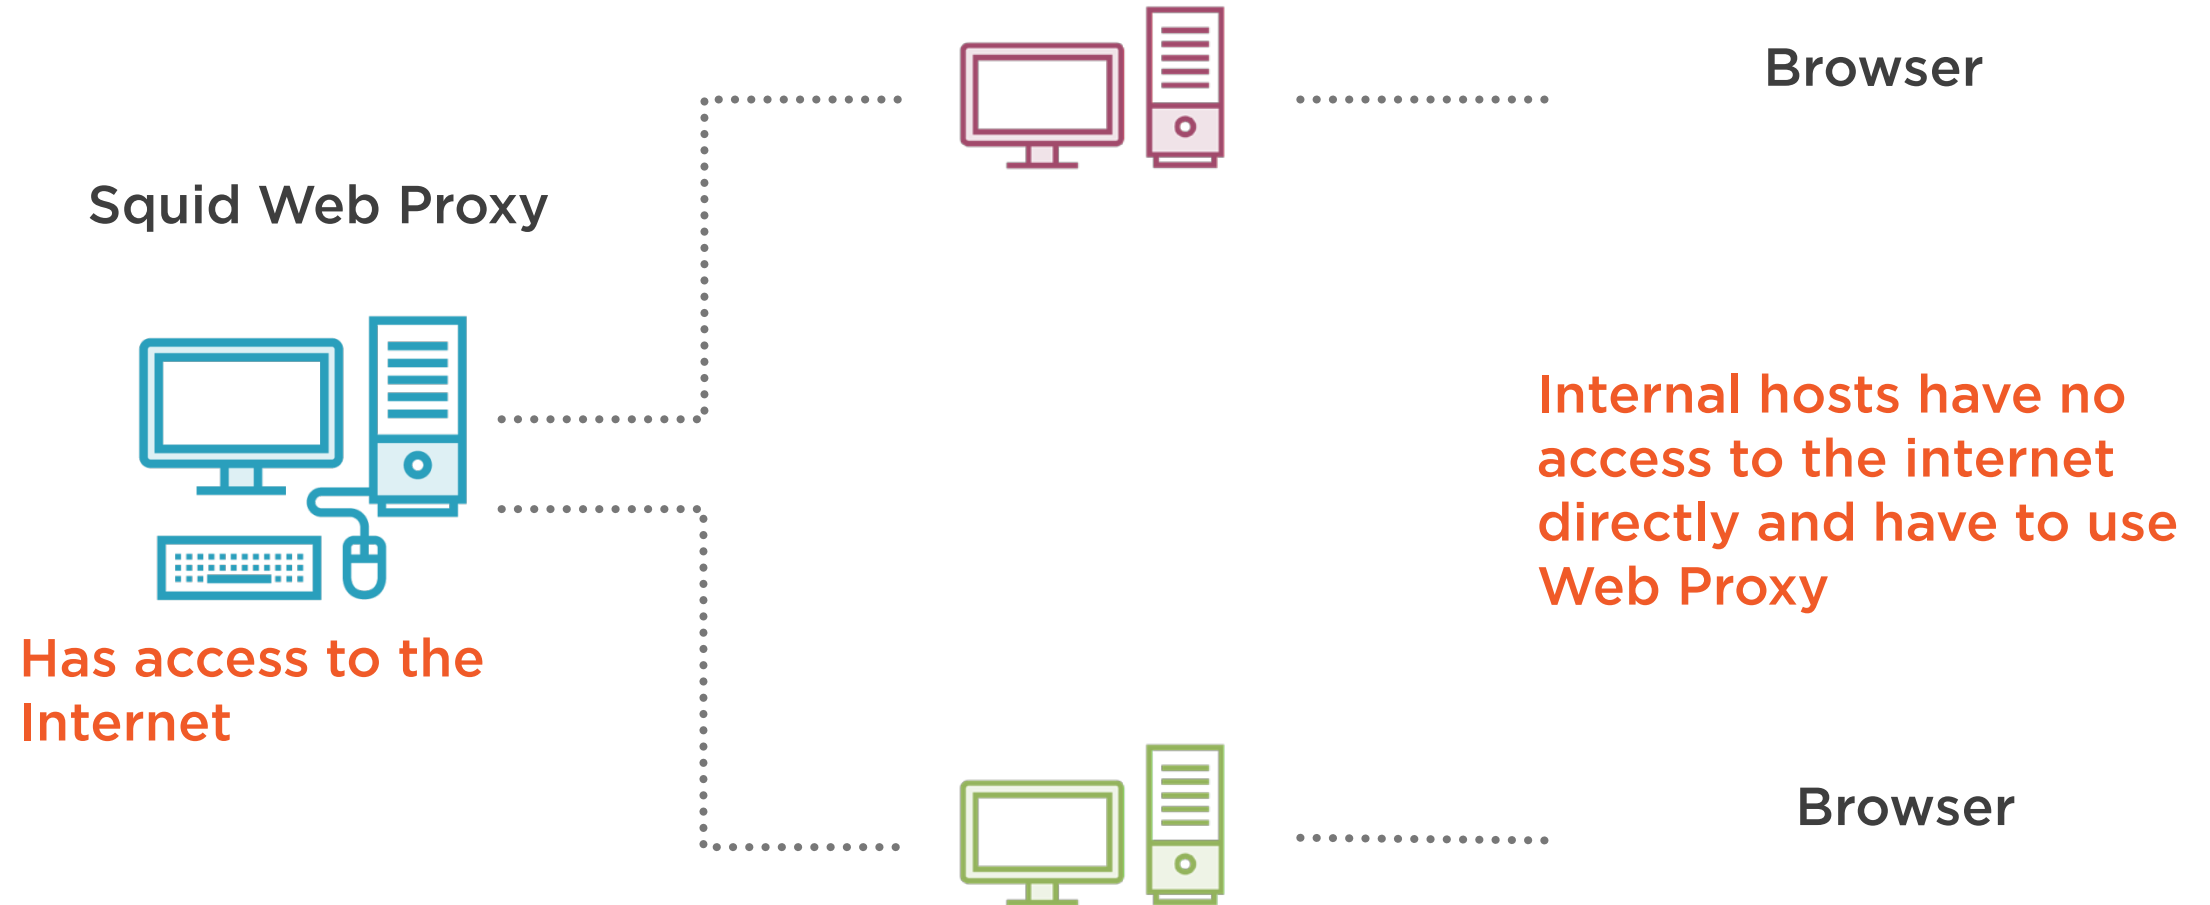 Browser
Squid Web Proxy
Internal hosts have no
access to the internet
directly and have to use
Web Proxy
Has access to the
Internet
Browser